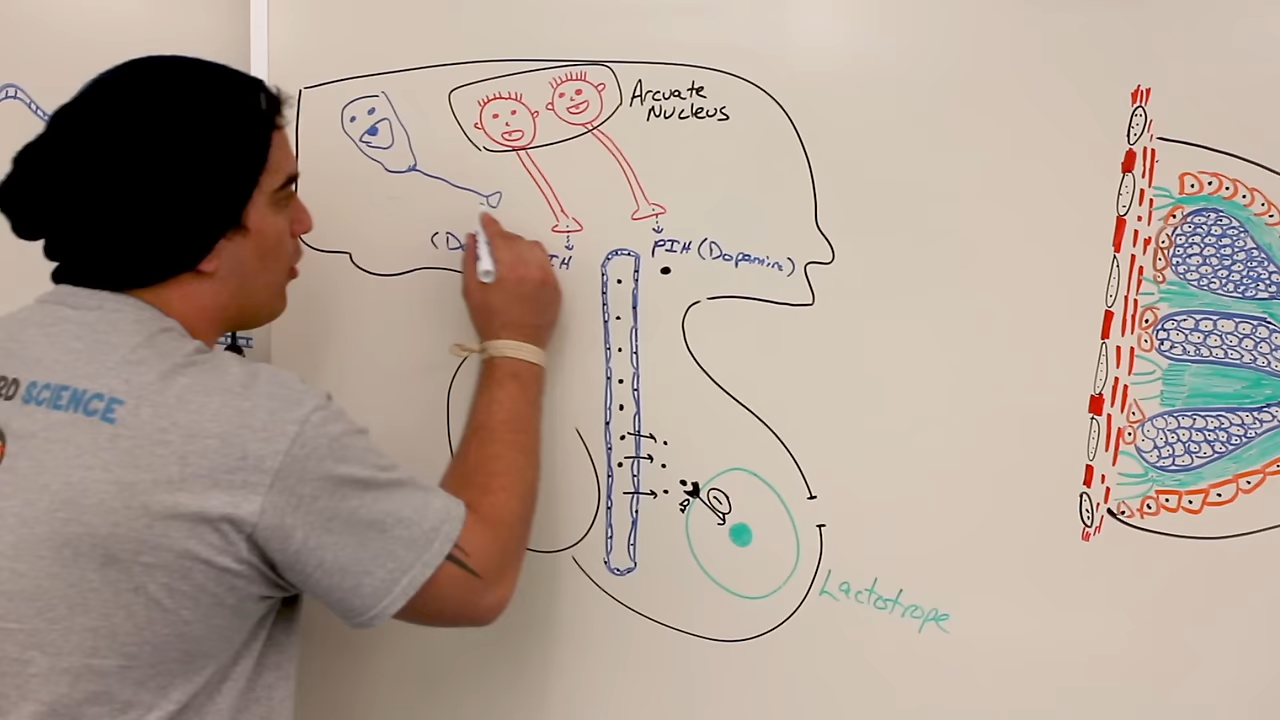 Arcuate
Nucleus
PIH (Dopamine)
Lactotrope
SCIENCE